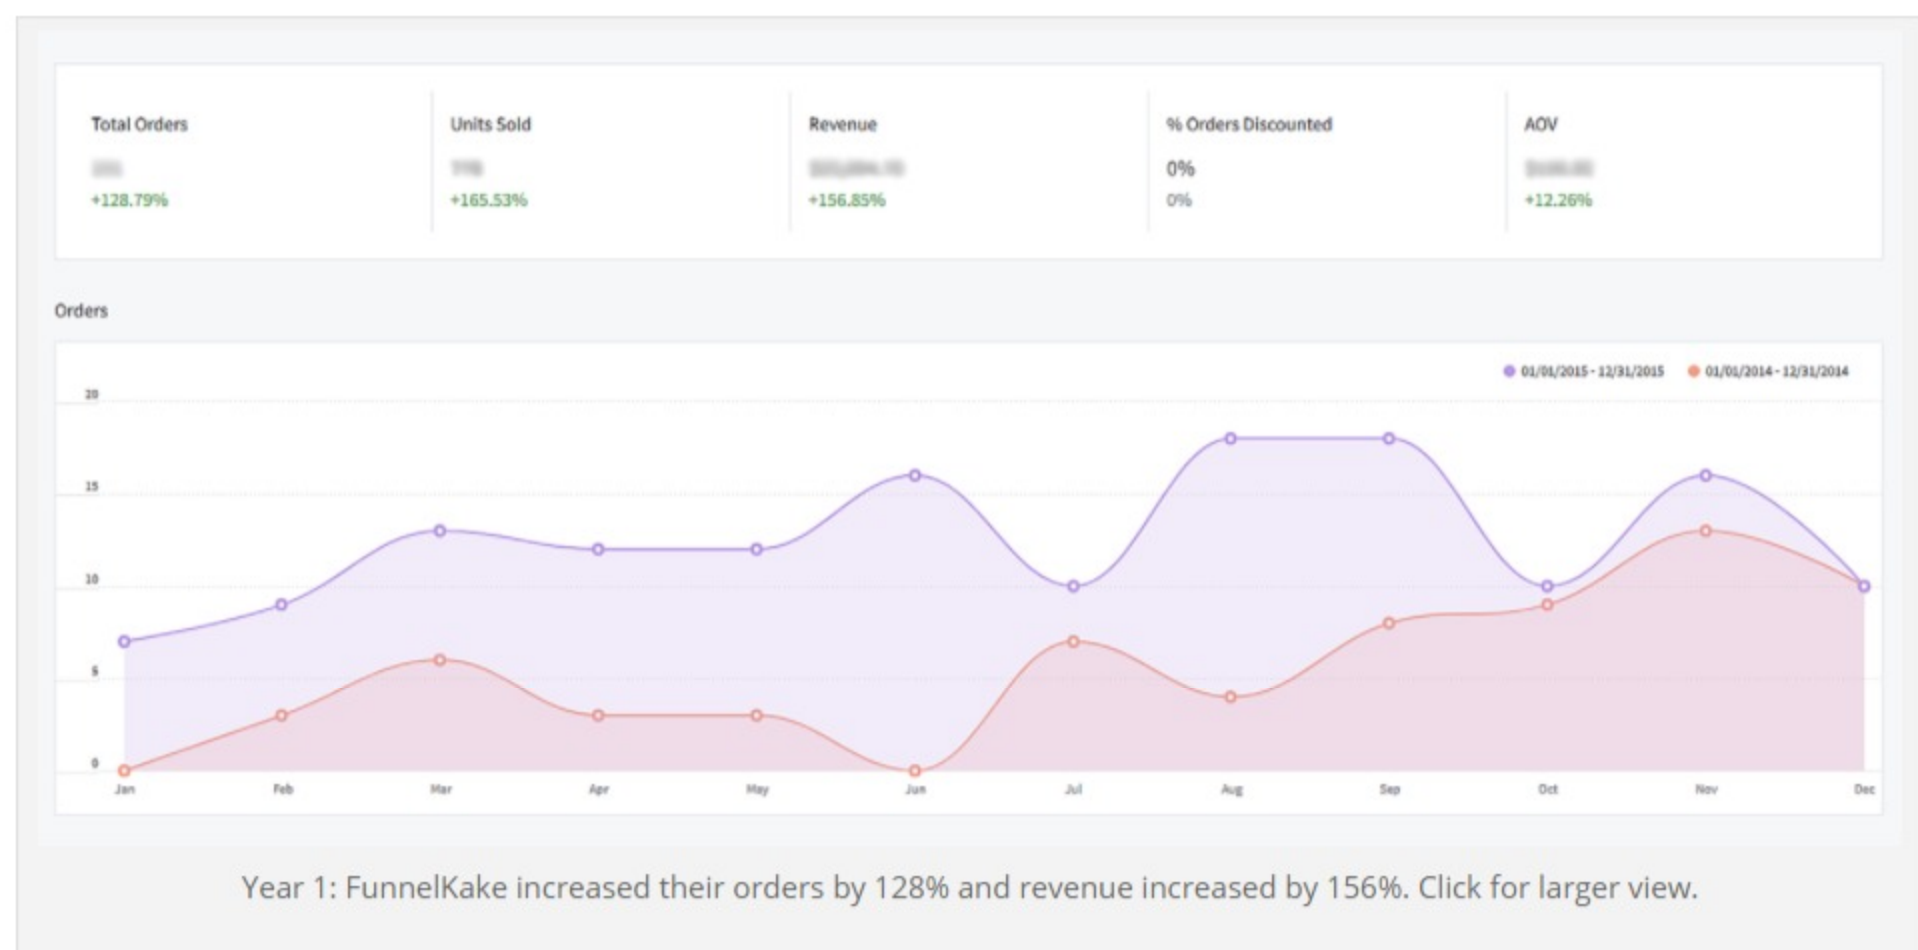 Total Orders Units Sold Revenue % Orders Discounted AOV
0%
+128.79% +165.53% +156.85% 0% +12.26%
Orders
01/01/2015 - 12/31/2015 01/01/2014 - 12/31/2014
20
15
10
5
0
Jan Feb Mar Apr May Jun Jul Aug Sep Oct Nov Dec
Year 1: FunnelKake increased their orders by 128% and revenue increased by 156%. Click for larger view.